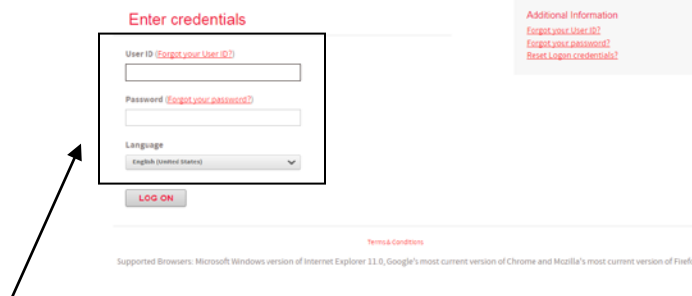 Enter credentials
User ID (Forgot your User ID?)
Password (Forgot your password?)
Language
English (United States)
LOG ON
Additional Information
Forgot your User ID?
Forgot your password?
Reset Logon credentials?
Terms & Conditions
Supported Browsers: Microsoft Windows version of Internet Explorer 11.0, Google's most current version of Chrome and Mozilla's most current version of Firef